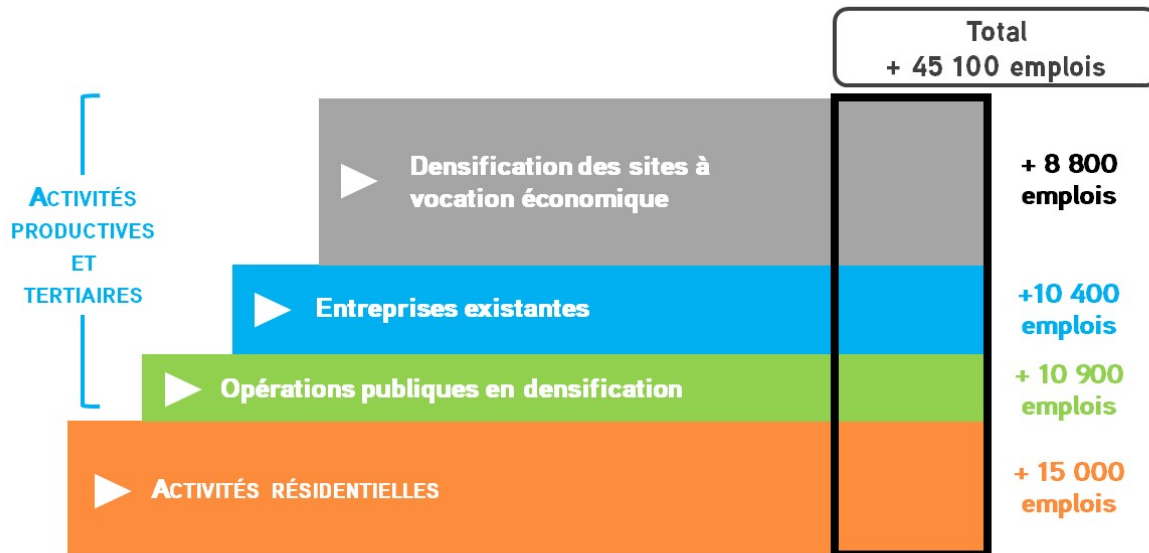 Total
+ 45 100 emplois
ACTIVITÉS
PRODUCTIVES
ET
TERTIAIRES
Densification des sites à
vocation économique
+ 8 800
emplois
Entreprises existantes
+10 400
emplois
Opérations publiques en densification
+ 10 900
emplois
ACTIVITÉS RÉSIDENTIELLES
+ 15 000
emplois